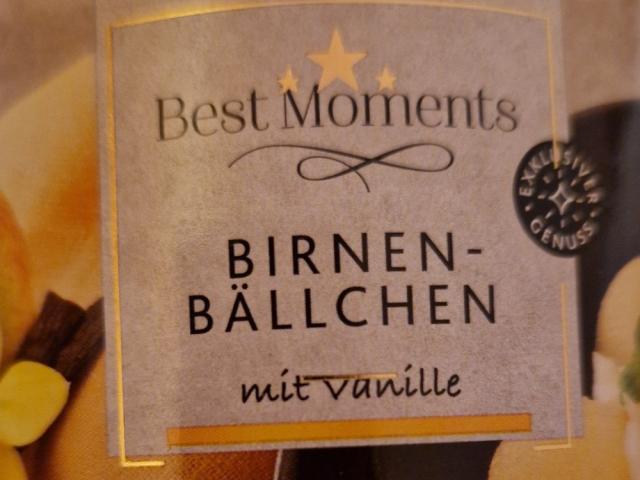 Best Moments
EXKLUSIVER
GENUSS
BIRNEN-
BÄLLCHEN
mit Vanille